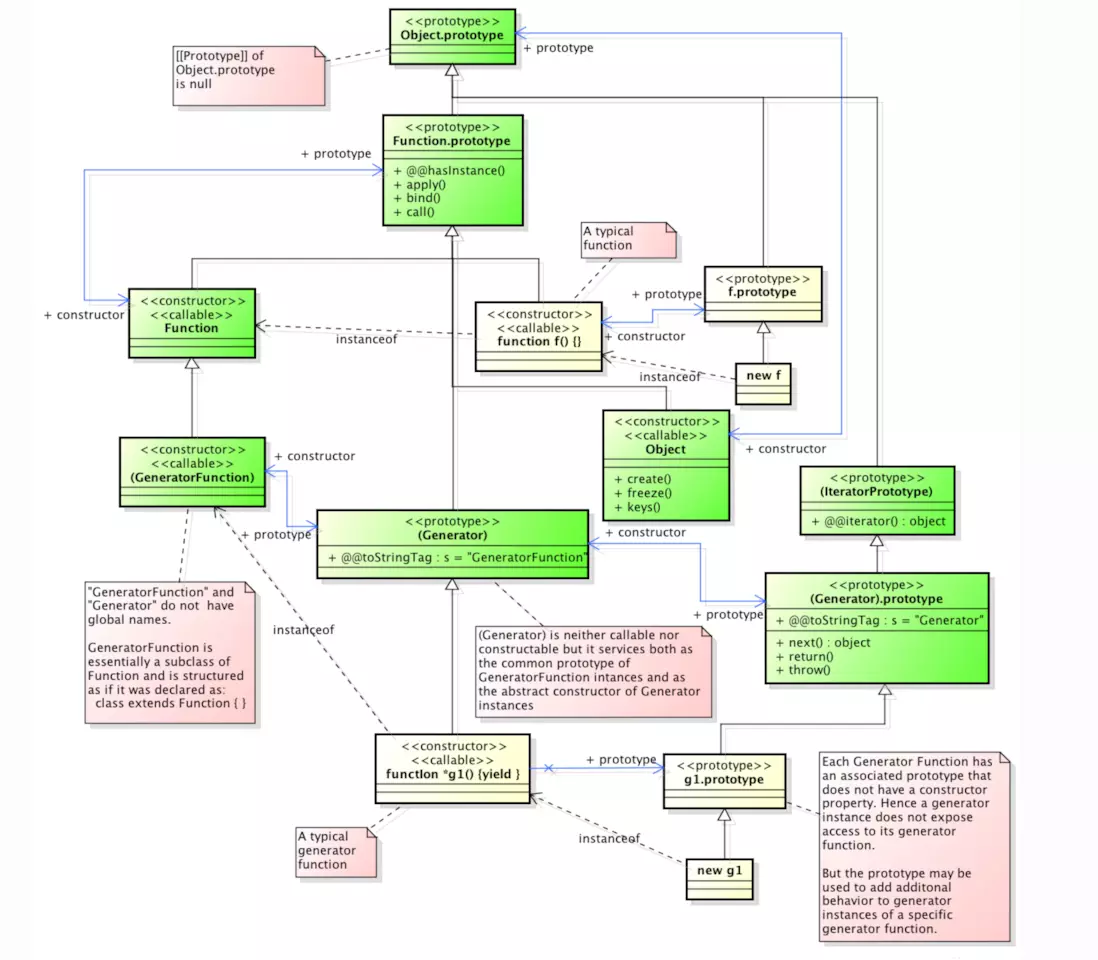 <<prototype>>
Object.prototype
+ prototype
[[Prototype]] of
Object.prototype
is null
<<prototype>>
Function.prototype
+ @@hasInstance()
+ apply()
+ bind()
+ call()
+ prototype
+ constructor
A typical
function
<<constructor>>
<<callable>>
Function
instanceof
<<constructor>>
<<callable>>
function f() {}
+ prototype
+ constructor
<<prototype>>
f.prototype
instanceof
new f
<<constructor>>
<<callable>>
Object
+ create()
+ freeze()
+ keys()
+ constructor
<<constructor>>
<<callable>>
(GeneratorFunction)
+ constructor
+ prototype
<<prototype>>
(Generator)
+ @@toStringTag : s = "GeneratorFunction"
+ constructor
+ prototype
<<prototype>>
(IteratorPrototype)
+ @@iterator() : object
<<prototype>>
(Generator).prototype
+ @@toStringTag : s = "Generator"
+ next() : object
+ return()
+ throw()
"GeneratorFunction" and
"Generator" do not have
global names.
GeneratorFunction is
essentially a subclass of
Function and is structured
as if it was declared as:
class extends Function { }
instanceof
(Generator) is neither callable nor
constructable but it services both as
the common prototype of
GeneratorFunction intances and as
the abstract constructor of Generator
instances
<<constructor>>
<<callable>>
function *g1() {yield }
+ prototype
<<prototype>>
g1.prototype
instanceof
new g1
A typical
generator
function
Each Generator Function has
an associated prototype that
does not have a constructor
property. Hence a generator
instance does not expose
access to its generator
function.
But the prototype may be
used to add additonal
behavior to generator
instances of a specific
generator function.